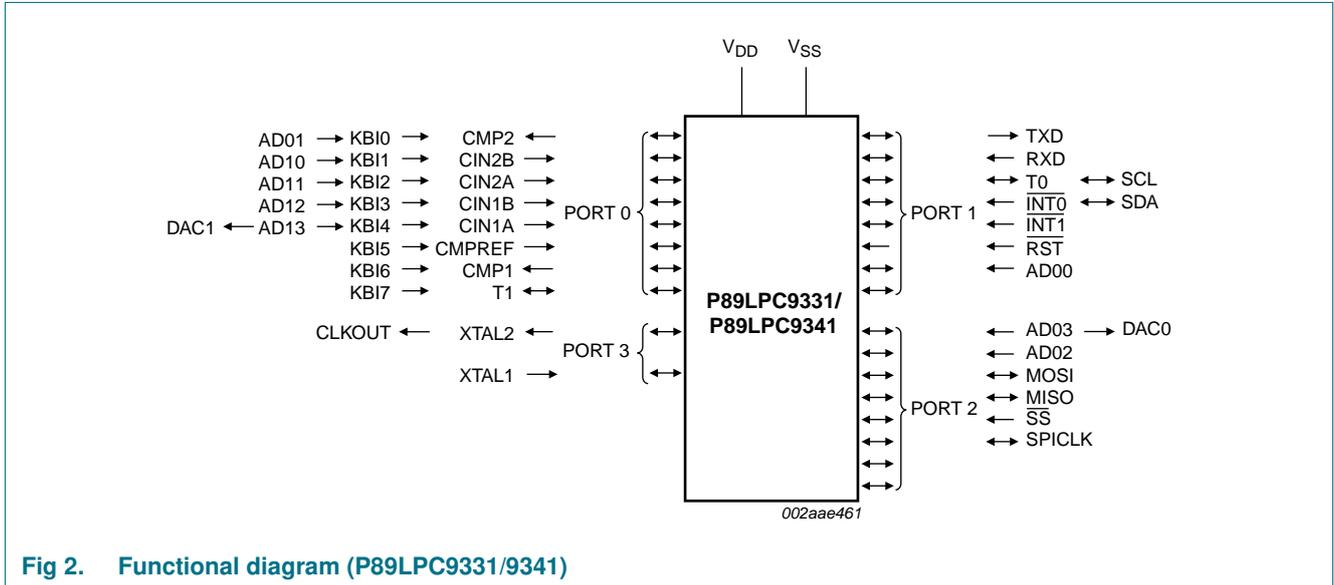 VDD VSS
AD01 KBI0 CMP2 TXD
AD10 KBI1 CIN2B RXD
AD11 KBI2 CIN2A T0 SCL
AD12 KBI3 CIN1B PORT 0 PORT 1 INT0 SDA
DAC1 AD13 KBI4 CIN1A INT1
KBI5 CMPREF RST
KBI6 CMP1 AD00
KBI7 T1
P89LPC9331/
P89LPC9341
CLKOUT XTAL2 PORT 3 AD03 DAC0
AD02
XTAL1 MOSI
MISO
PORT 2 SS
SPICLK
002aae461
Fig 2. Functional diagram (P89LPC9331/9341)